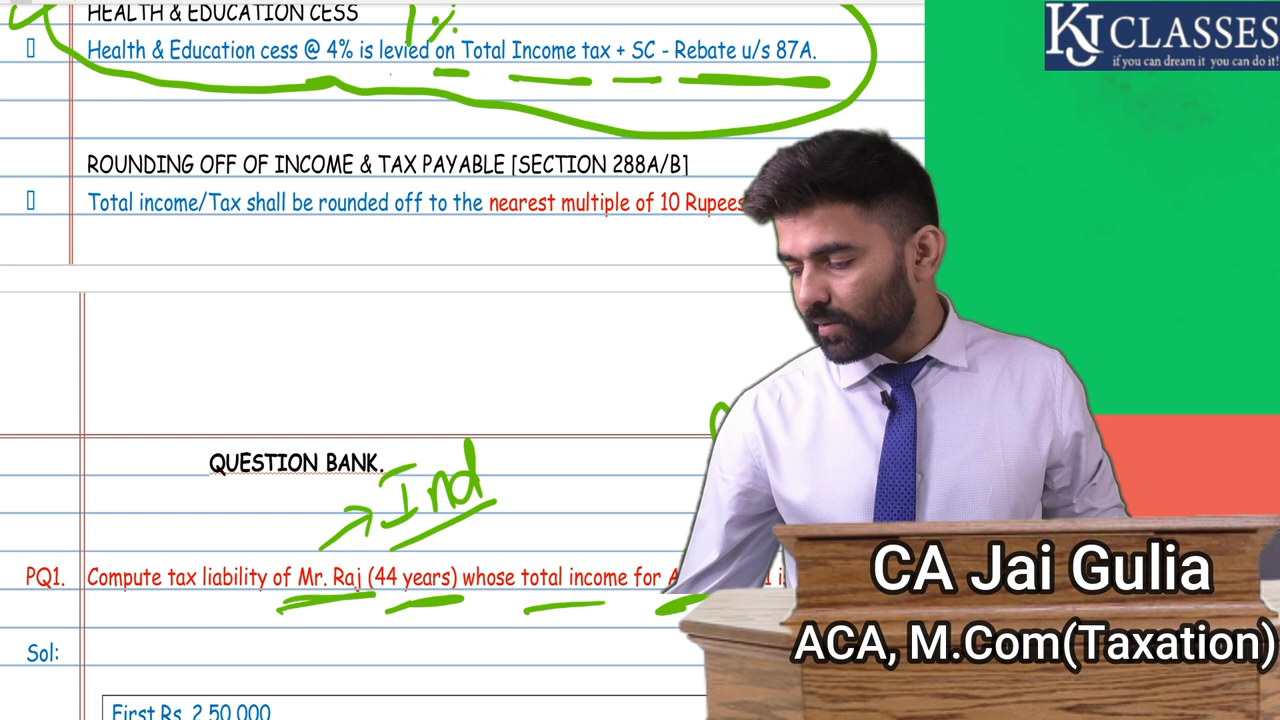 HEALTH & EDUCATION CESS
1%
Health & Education cess @ 4% is levied on Total Income tax + SC - Rebate u/s 87A.
ROUNDING OFF OF INCOME & TAX PAYABLE [SECTION 288A/B]
Total income/Tax shall be rounded off to the nearest multiple of 10 Rupees
QUESTION BANK.
Ind
PQ1. Compute tax liability of Mr. Raj (44 years) whose total income for
Sol:
First Rs. 2,50,000
KJ CLASSES
if you can dream it you can do it!
CA Jai Gulia
ACA, M.Com(Taxation)